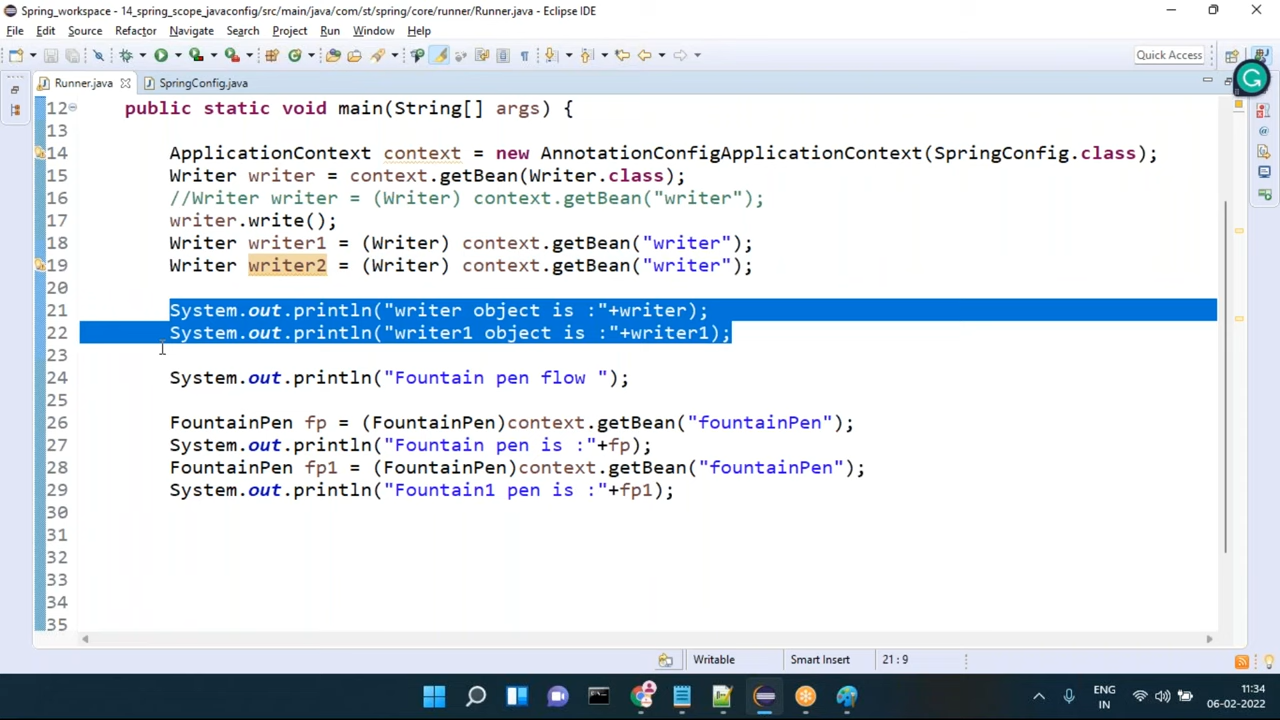 Spring_workspace - 14_spring_scope_javaconfig/src/main/java/com/st/spring/core/runner/Runner.java - Eclipse IDE
File Edit Source Refactor Navigate Search Project Run Window Help
Quick Access
Runner.java SpringConfig.java
12 public static void main(String[] args) {
13
14 ApplicationContext context = new AnnotationConfigApplicationContext(SpringConfig.class);
15 Writer writer = context.getBean(Writer.class);
16 //Writer writer = (Writer) context.getBean("writer");
17 writer.write();
18 Writer writer1 = (Writer) context.getBean("writer");
19 Writer writer2 = (Writer) context.getBean("writer");
20
21 System.out.println("writer object is :"+writer);
22 System.out.println("writer1 object is :"+writer1);
23
24 System.out.println("Fountain pen flow ");
25
26 FountainPen fp = (FountainPen)context.getBean("fountainPen");
27 System.out.println("Fountain pen is :"+fp);
28 FountainPen fp1 = (FountainPen)context.getBean("fountainPen");
29 System.out.println("Fountain1 pen is :"+fp1);
30
31
32
33
34
35
Writable Smart Insert 21 : 9
ENG 11:34
IN 06-02-2022